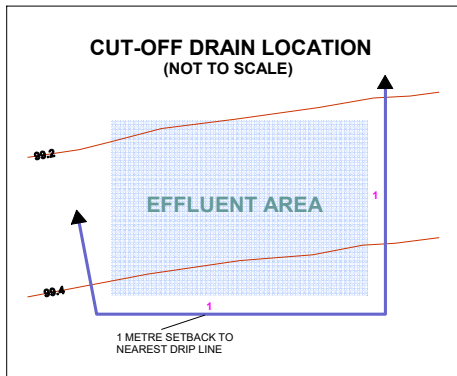 CUT-OFF DRAIN LOCATION
(NOT TO SCALE)
99.2
EFFLUENT AREA
1
99.4
1
1 METRE SETBACK TO
NEAREST DRIP LINE